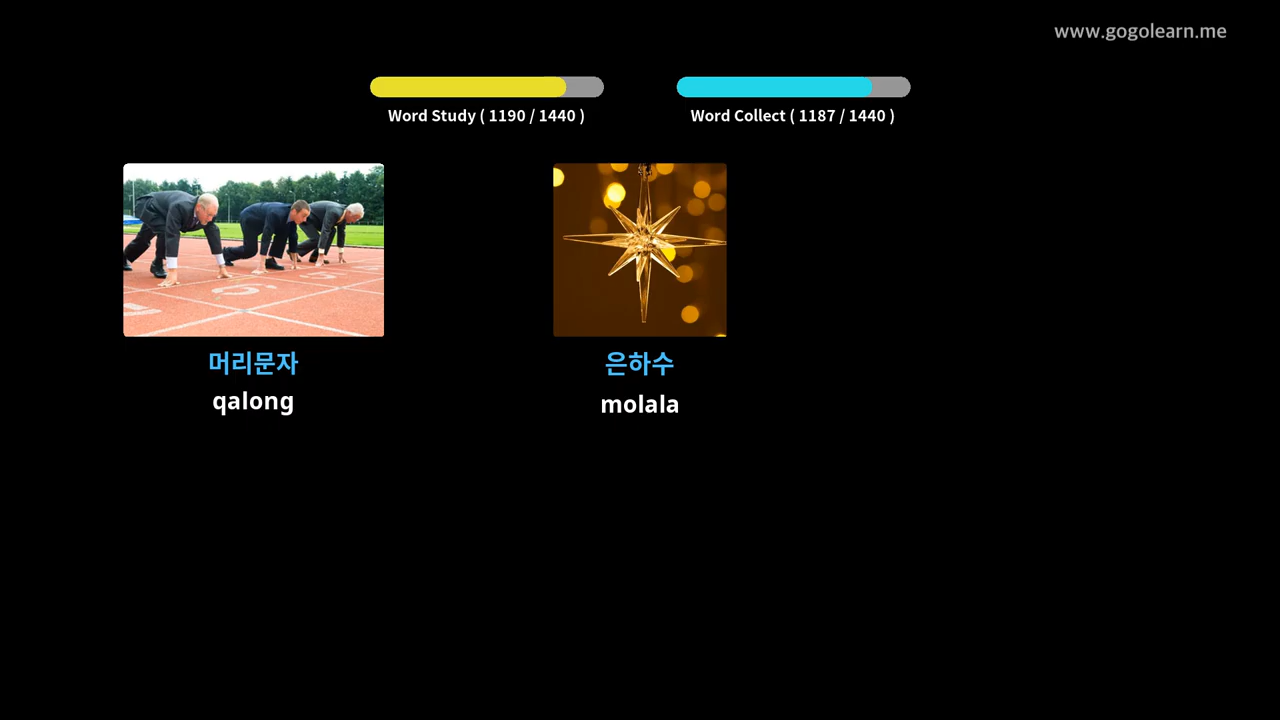 www.gogolearn.me
Word Study ( 1190 / 1440 )
Word Collect ( 1187 / 1440 )
머리문자
qalong
은하수
molala